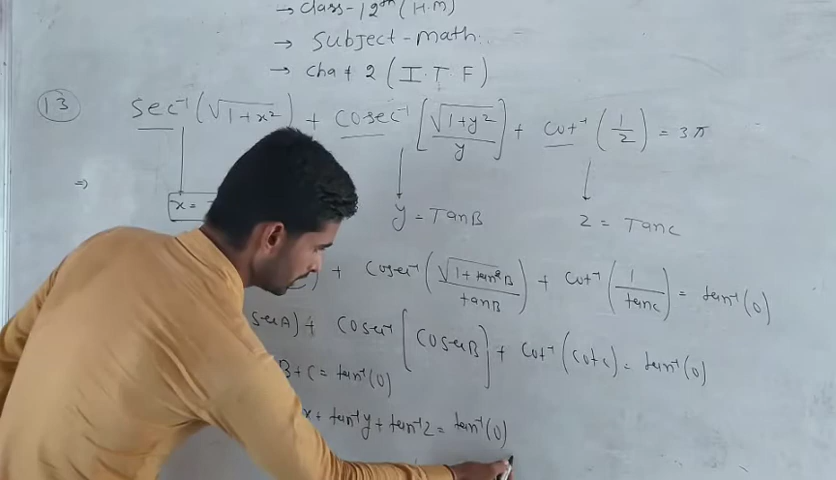 → class-12th (H.M)
→ Subject-math.
→ Cha † 2 (I.T.F)
(13) sec⁻¹(√1+x²) + cosec⁻¹[√1+y²/y] + cot⁻¹(1/2) = 3π
⇒ x = y = TanB 2 = Tanc
+ cosec⁻¹(√1+tan²B/tanB) + cot⁻¹(1/tanc) = tan⁻¹(0)
secA) + cosec⁻¹[cosecB] + cot⁻¹(cotc) = tan⁻¹(0)
B + C = tan⁻¹(0)
x + tan⁻¹y + tan⁻¹2 = tan⁻¹(0)